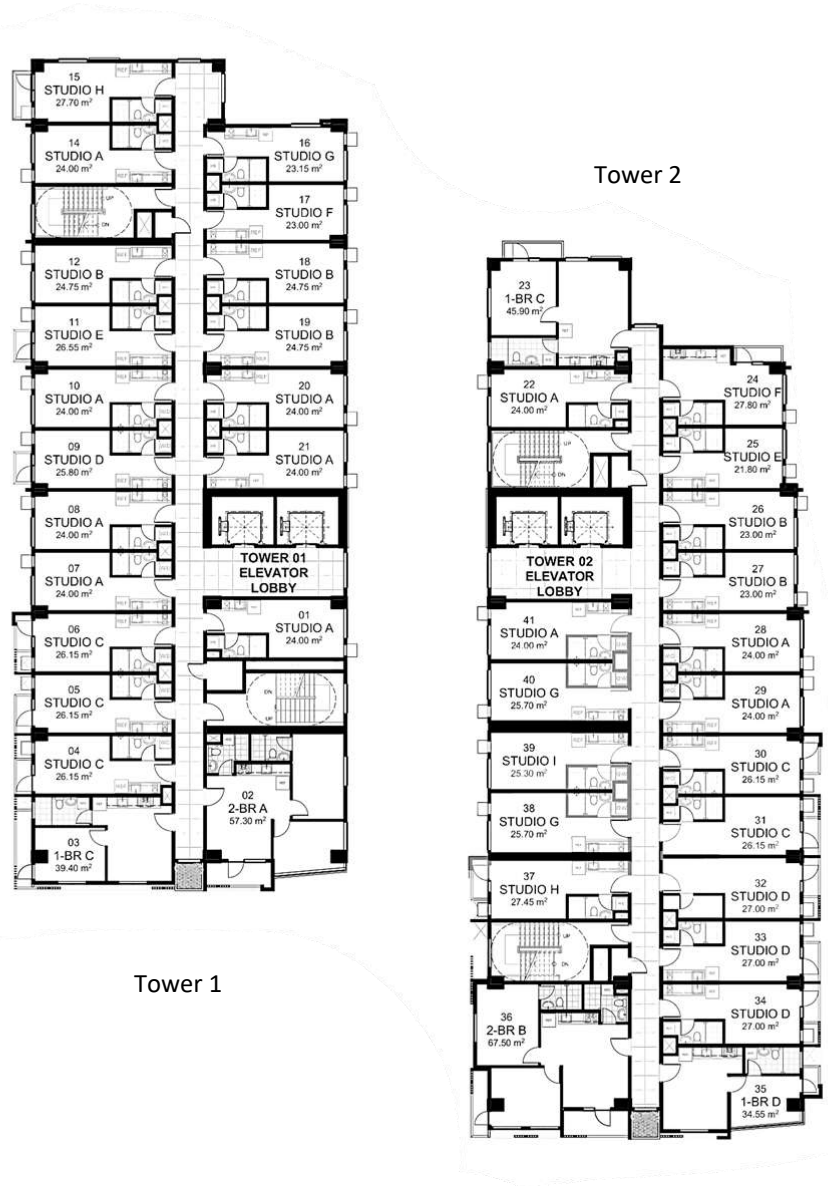 15
STUDIO H
27.70 m²
14
STUDIO A
24.00 m²
UP
DN
12
STUDIO B
24.75 m²
11
STUDIO E
26.55 m²
10
STUDIO A
24.00 m²
09
STUDIO D
25.80 m²
08
STUDIO A
24.00 m²
07
STUDIO A
24.00 m²
06
STUDIO C
26.15 m²
05
STUDIO C
26.15 m²
04
STUDIO C
26.15 m²
03
1-BR C
39.40 m²
16
STUDIO G
23.15 m²
17
STUDIO F
23.00 m²
18
STUDIO B
24.75 m²
19
STUDIO B
24.75 m²
20
STUDIO A
24.00 m²
21
STUDIO A
24.00 m²
TOWER 01
ELEVATOR
LOBBY
01
STUDIO A
24.00 m²
DN
UP
02
2-BR A
57.30 m²
Tower 1
Tower 2
23
1-BR C
45.90 m²
22
STUDIO A
24.00 m²
UP
DN
TOWER 02
ELEVATOR
LOBBY
41
STUDIO A
24.00 m²
40
STUDIO G
25.70 m²
39
STUDIO I
25.30 m²
38
STUDIO G
25.70 m²
37
STUDIO H
27.45 m²
UP
DN
36
2-BR B
67.50 m²
24
STUDIO F
27.80 m²
25
STUDIO E
21.80 m²
26
STUDIO B
23.00 m²
27
STUDIO B
23.00 m²
28
STUDIO A
24.00 m²
29
STUDIO A
24.00 m²
30
STUDIO C
26.15 m²
31
STUDIO C
26.15 m²
32
STUDIO D
27.00 m²
33
STUDIO D
27.00 m²
34
STUDIO D
27.00 m²
35
1-BR D
34.55 m²